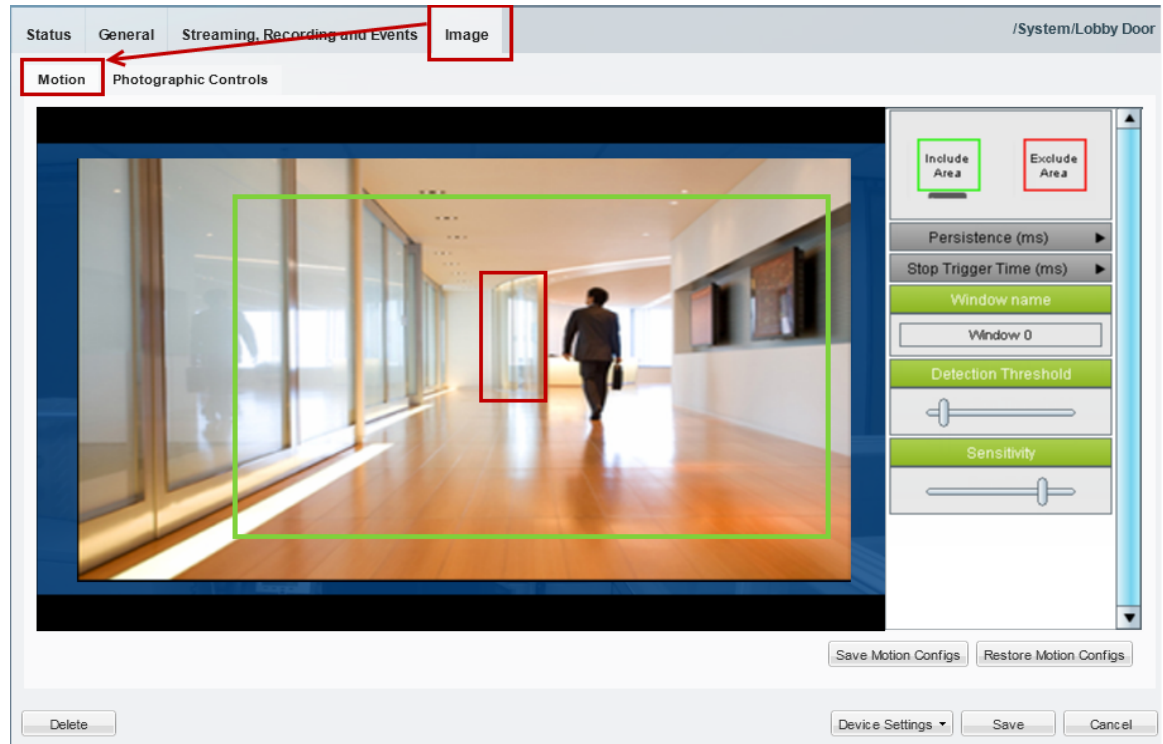 Status General Streaming, Recording and Events Image /System/Lobby Door
Motion Photographic Controls
Include Area
Exclude Area
Persistence (ms)
Stop Trigger Time (ms)
Window name
Window 0
Detection Threshold
Sensitivity
Save Motion Configs Restore Motion Configs
Delete Device Settings Save Cancel